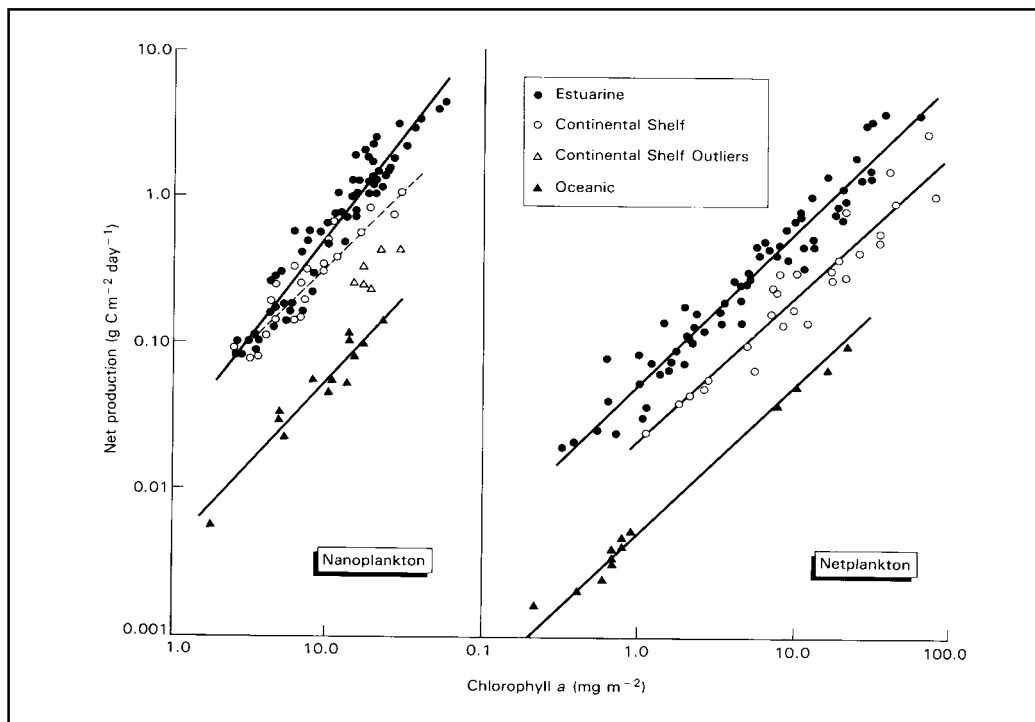 10.0
1.0
0.10
0.01
0.001
Net production (g C m⁻² day⁻¹)
Estuarine
Continental Shelf
Continental Shelf Outliers
Oceanic
Nanoplankton
Netplankton
1.0 10.0 0.1 1.0 10.0 100.0
Chlorophyll a (mg m⁻²)